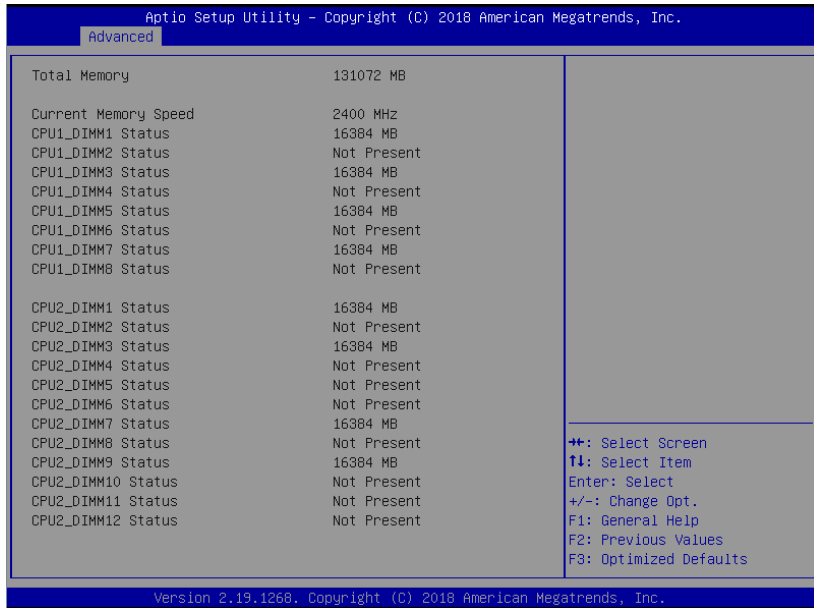 Aptio Setup Utility – Copyright (C) 2018 American Megatrends, Inc.
Advanced
Total Memory 131072 MB
Current Memory Speed 2400 MHz
CPU1_DIMM1 Status 16384 MB
CPU1_DIMM2 Status Not Present
CPU1_DIMM3 Status 16384 MB
CPU1_DIMM4 Status Not Present
CPU1_DIMM5 Status 16384 MB
CPU1_DIMM6 Status Not Present
CPU1_DIMM7 Status 16384 MB
CPU1_DIMM8 Status Not Present
CPU2_DIMM1 Status 16384 MB
CPU2_DIMM2 Status Not Present
CPU2_DIMM3 Status 16384 MB
CPU2_DIMM4 Status Not Present
CPU2_DIMM5 Status Not Present
CPU2_DIMM6 Status Not Present
CPU2_DIMM7 Status 16384 MB
CPU2_DIMM8 Status Not Present
CPU2_DIMM9 Status 16384 MB
CPU2_DIMM10 Status Not Present
CPU2_DIMM11 Status Not Present
CPU2_DIMM12 Status Not Present
→←: Select Screen
↑↓: Select Item
Enter: Select
+/-: Change Opt.
F1: General Help
F2: Previous Values
F3: Optimized Defaults
Version 2.19.1268. Copyright (C) 2018 American Megatrends, Inc.